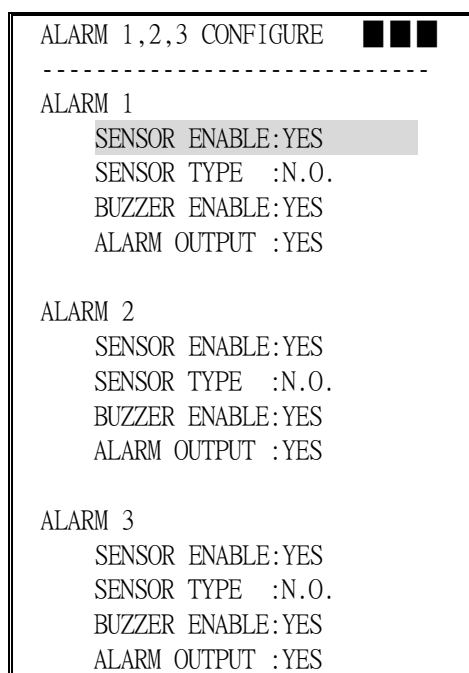 ALARM 1,2,3 CONFIGURE
-----------------------------
ALARM 1
SENSOR ENABLE:YES
SENSOR TYPE :N.O.
BUZZER ENABLE:YES
ALARM OUTPUT :YES
ALARM 2
SENSOR ENABLE:YES
SENSOR TYPE :N.O.
BUZZER ENABLE:YES
ALARM OUTPUT :YES
ALARM 3
SENSOR ENABLE:YES
SENSOR TYPE :N.O.
BUZZER ENABLE:YES
ALARM OUTPUT :YES